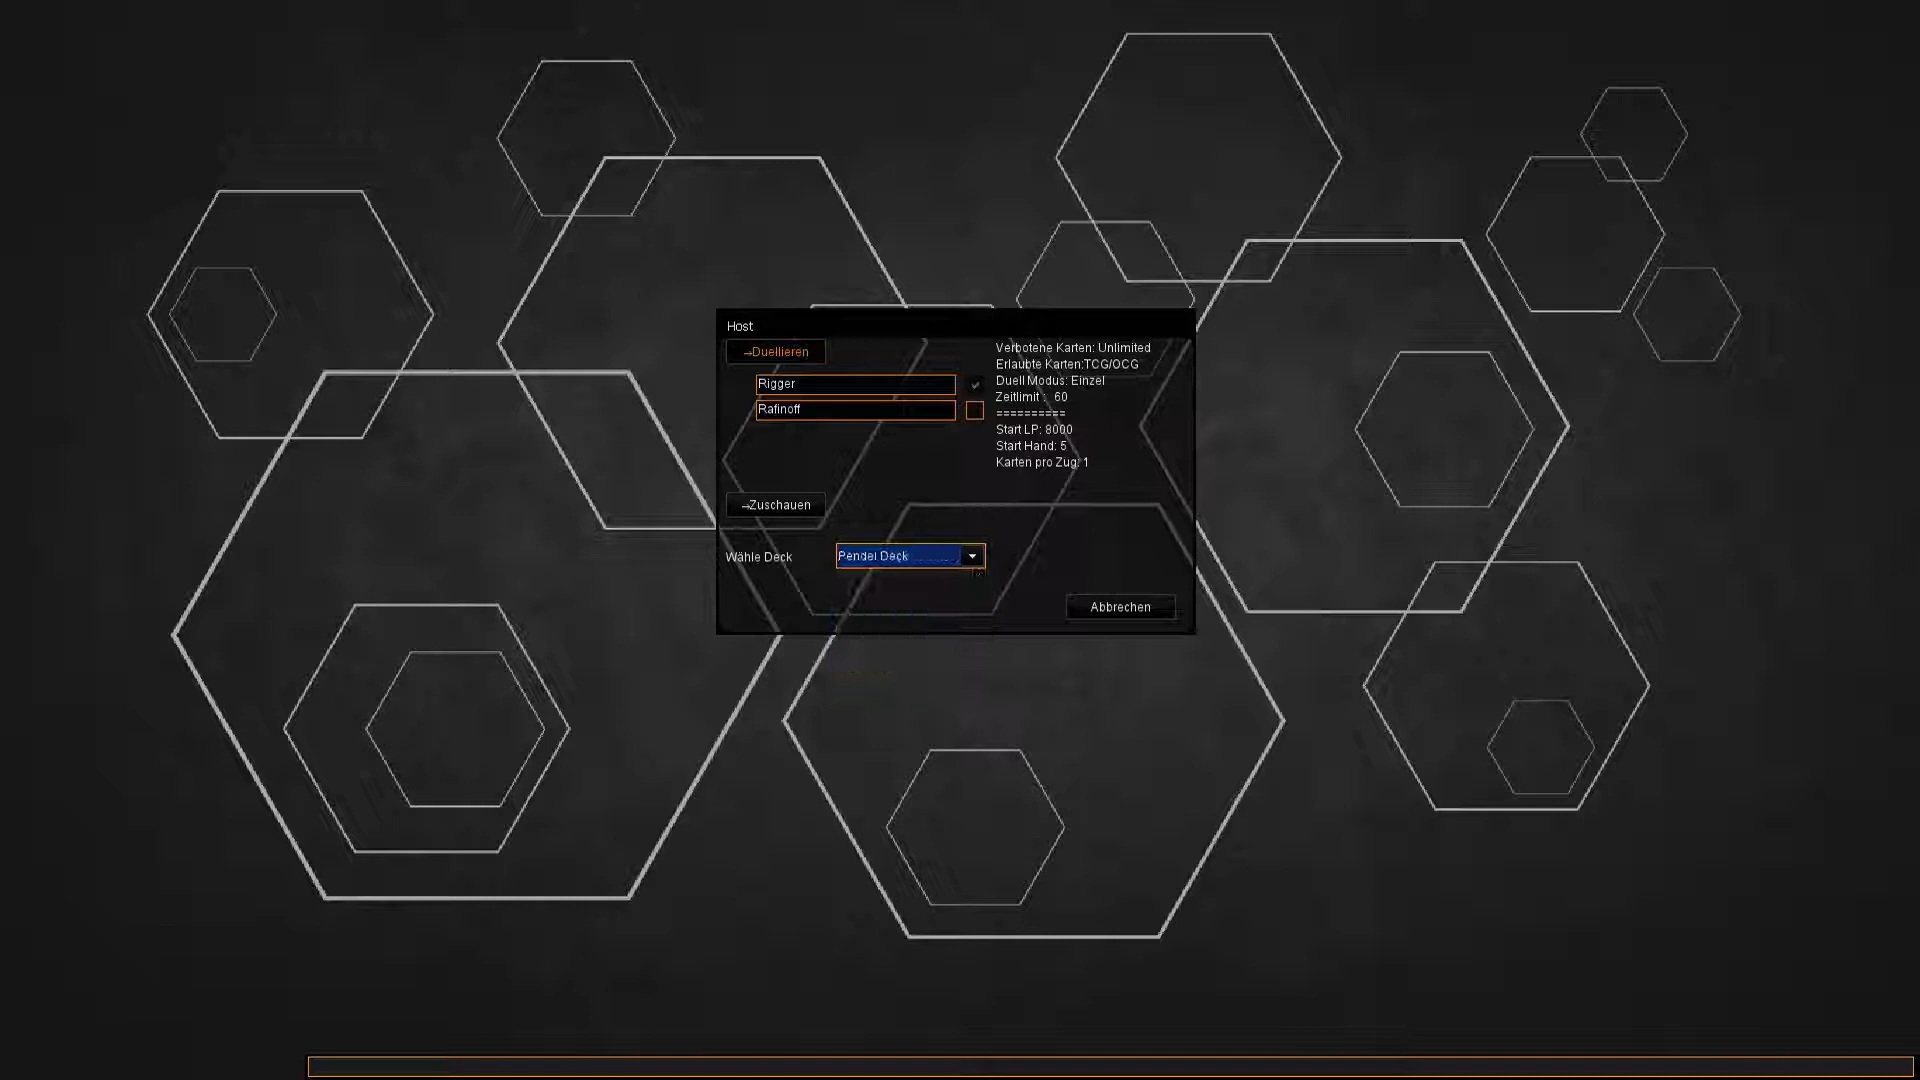 Host
→Duellieren
Rigger
Rafinoff
Verbotene Karten: Unlimited
Erlaubte Karten:TCG/OCG
Duell Modus: Einzel
Zeitlimit : 60
==========
Start LP: 8000
Start Hand: 5
Karten pro Zug: 1
→Zuschauen
Wähle Deck
Pendel Deck
Abbrechen